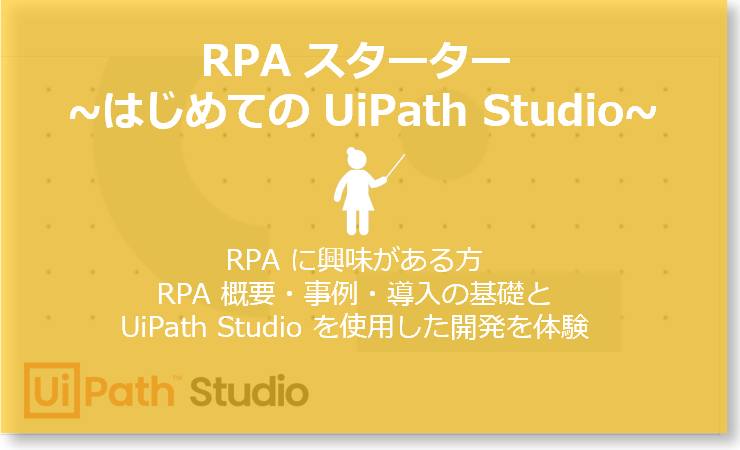 RPA スターター
~はじめての UiPath Studio~
RPA に興味がある方
RPA 概要・事例・導入の基礎と
UiPath Studio を使用した開発を体験
UiPath™ Studio